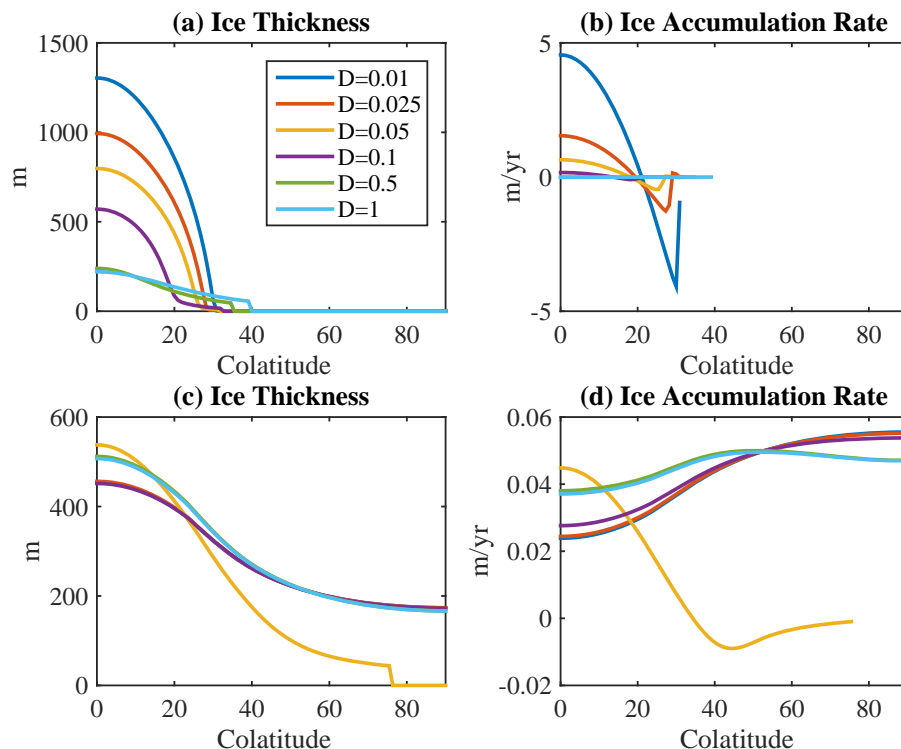 (a) Ice Thickness
1500
1000
500
0
m
0 20 40 60 80
Colatitude
D=0.01
D=0.025
D=0.05
D=0.1
D=0.5
D=1
(b) Ice Accumulation Rate
5
0
-5
m/yr
0 20 40 60 80
Colatitude
(c) Ice Thickness
600
400
200
0
m
0 20 40 60 80
Colatitude
(d) Ice Accumulation Rate
0.06
0.04
0.02
0
-0.02
m/yr
0 20 40 60 80
Colatitude